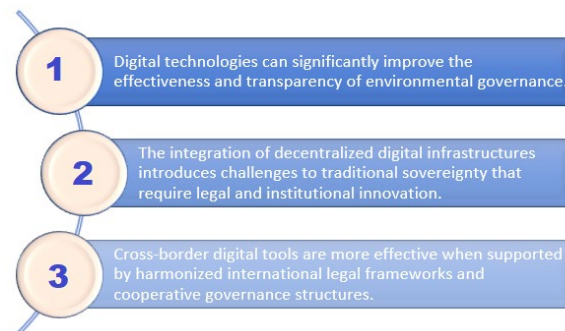 1
Digital technologies can significantly improve the
effectiveness and transparency of environmental governance.
2
The integration of decentralized digital infrastructures
introduces challenges to traditional sovereignty that
require legal and institutional innovation.
3
Cross-border digital tools are more effective when supported
by harmonized international legal frameworks and
cooperative governance structures.